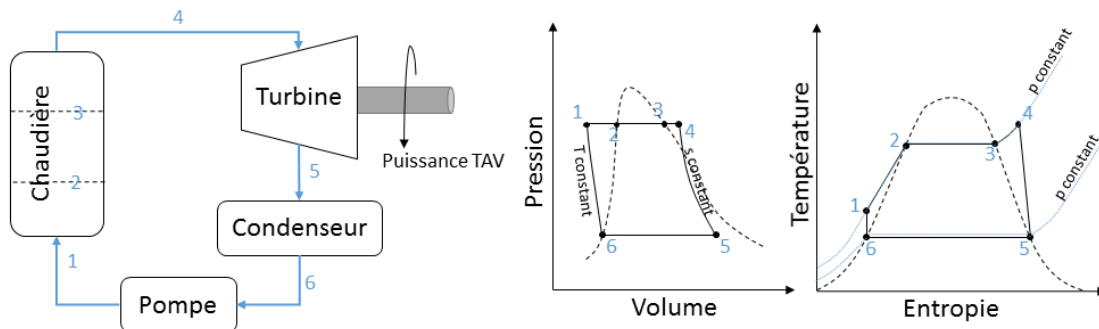 4
Chaudière
3
2
Turbine
Puissance TAV
5
Condenseur
6
1
Pompe
Pression
1
2
3
4
T constant
s constant
6
5
Volume
Température
p constant
4
2
3
1
p constant
6
5
Entropie